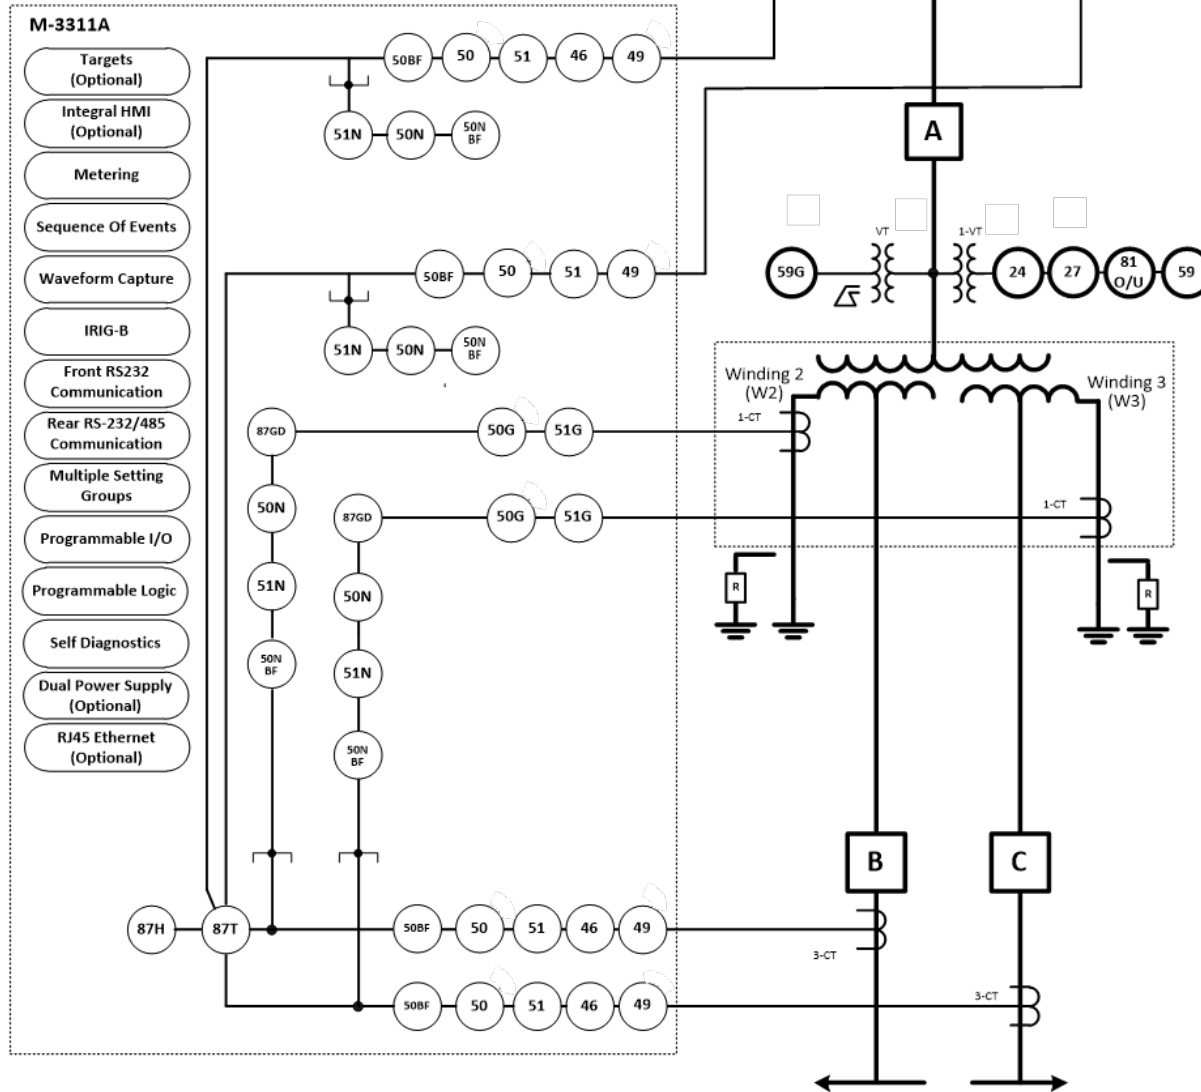 M-3311A
Targets
(Optional)
Integral HMI
(Optional)
Metering
Sequence Of Events
Waveform Capture
IRIG-B
Front RS232
Communication
Rear RS-232/485
Communication
Multiple Setting
Groups
Programmable I/O
Programmable Logic
Self Diagnostics
Dual Power Supply
(Optional)
RJ45 Ethernet
(Optional)
50BF 50 51 46 49
51N 50N 50N
BF
A
VT 1-VT
59G 24 27 81
O/U 59
50BF 50 51 49
51N 50N 50N
BF
Winding 2
(W2)
Winding 3
(W3)
1-CT
87GD 50G 51G
1-CT
50N 87GD 50G 51G
51N 50N
R R
50N
BF
51N
50N
BF
B C
87H 87T 50BF 50 51 46 49
3-CT
50BF 50 51 46 49
3-CT